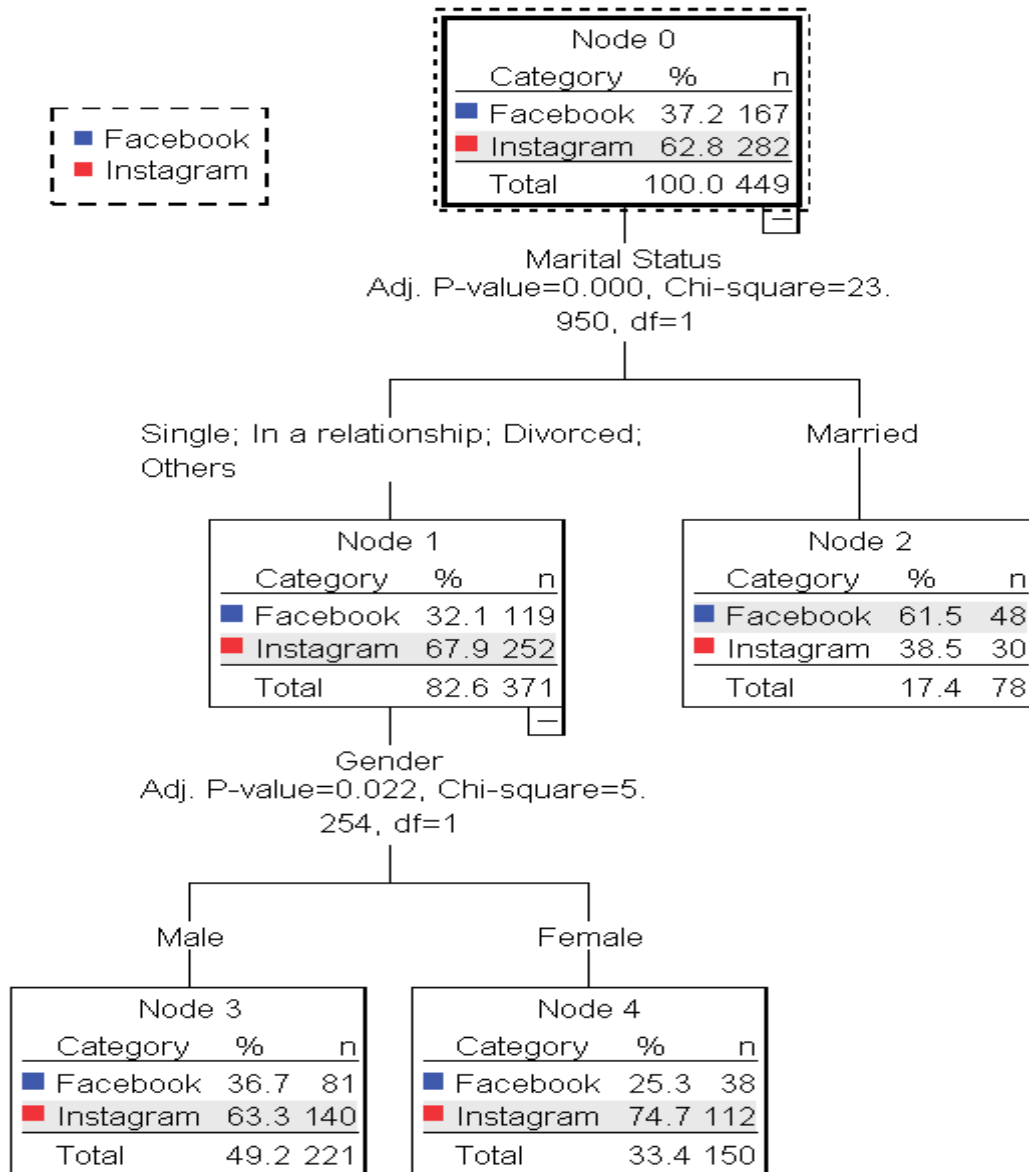 Node 0
Category % n
Facebook 37.2 167
Instagram 62.8 282
Total 100.0 449
Facebook
Instagram
Marital Status
Adj. P-value=0.000, Chi-square=23.
950, df=1
Single; In a relationship; Divorced;
Others
Married
Node 1
Category % n
Facebook 32.1 119
Instagram 67.9 252
Total 82.6 371
Node 2
Category % n
Facebook 61.5 48
Instagram 38.5 30
Total 17.4 78
Gender
Adj. P-value=0.022, Chi-square=5.
254, df=1
Male
Female
Node 3
Category % n
Facebook 36.7 81
Instagram 63.3 140
Total 49.2 221
Node 4
Category % n
Facebook 25.3 38
Instagram 74.7 112
Total 33.4 150